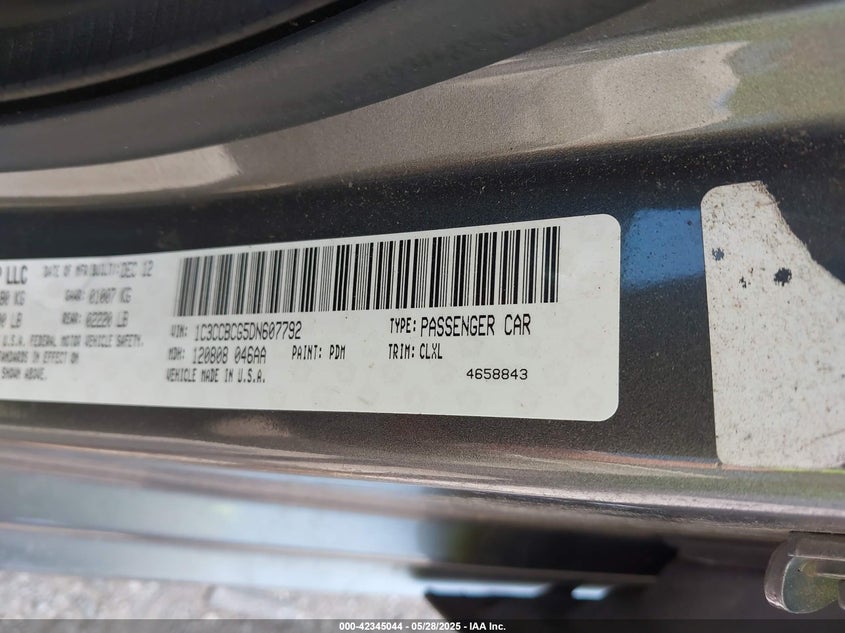 LLC DATE OF MFR(BUILT): DEC 12
KG GAWR: 01007 KG
LB REAR: 02220 LB
U.S.A. FEDERAL MOTOR VEHICLE SAFETY.
STANDARDS IN EFFECT ON
SHOWN ABOVE.
VIN: 1C3CCBCG5DN607792 TYPE: PASSENGER CAR
MDH: 120808 046AA PAINT: PDM TRIM: CLXL
VEHICLE MADE IN U.S.A. 4658843
000-42345044 - 05/28/2025 - IAA Inc.